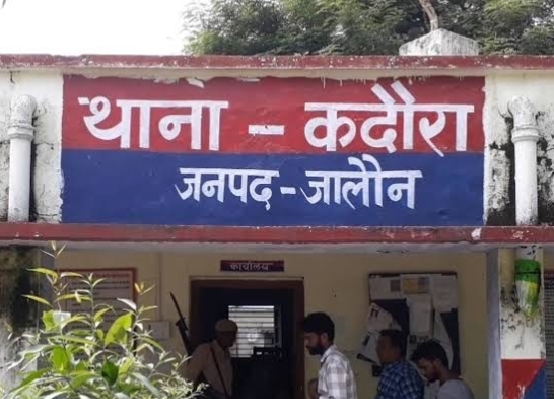 थाना - कदौरा
जनपद - जालौन
कार्यालय